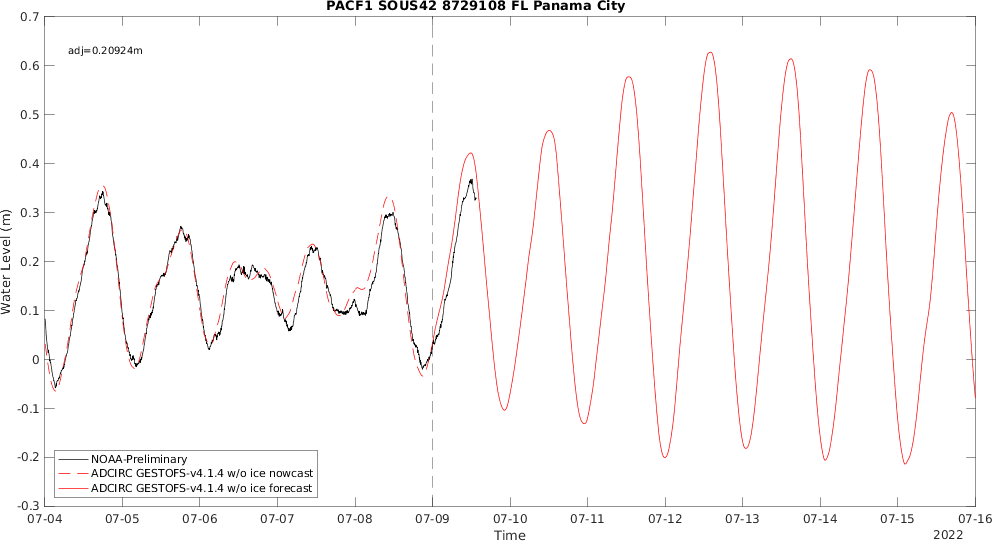 PACF1 SOUS42 8729108 FL Panama City
adj=0.20924m
0.7
0.6
0.5
0.4
0.3
0.2
0.1
0
-0.1
-0.2
-0.3
Water Level (m)
NOAA-Preliminary
ADCIRC GESTOFS-v4.1.4 w/o ice nowcast
ADCIRC GESTOFS-v4.1.4 w/o ice forecast
07-04 07-05 07-06 07-07 07-08 07-09 07-10 07-11 07-12 07-13 07-14 07-15 07-16
Time
2022